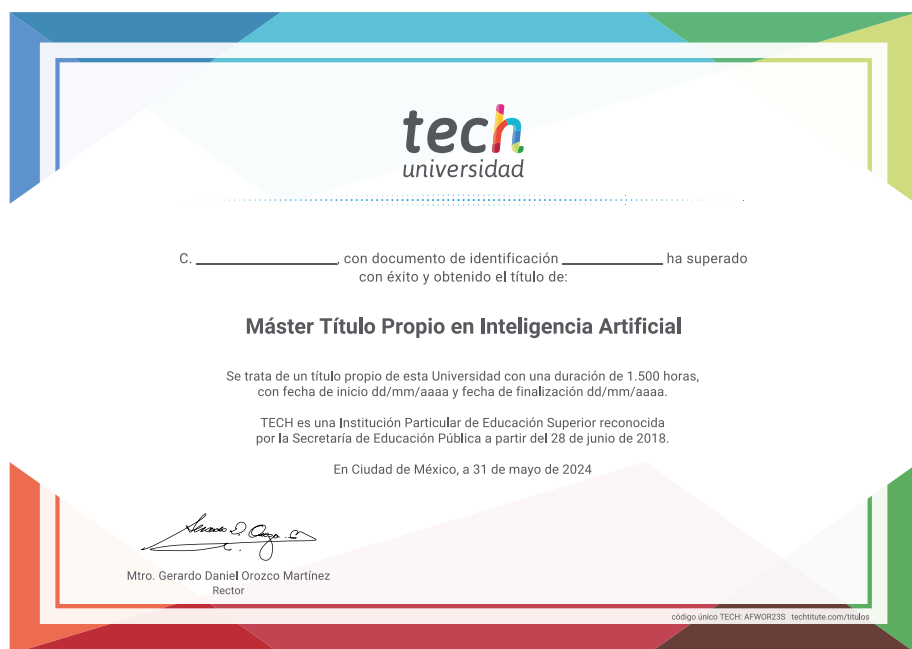 tech
universidad
C. ____________, con documento de identificación _________ ha superado
con éxito y obtenido el título de:
Máster Título Propio en Inteligencia Artificial
Se trata de un título propio de esta Universidad con una duración de 1.500 horas,
con fecha de inicio dd/mm/aaaa y fecha de finalización dd/mm/aaaa.
TECH es una Institución Particular de Educación Superior reconocida
por la Secretaría de Educación Pública a partir del 28 de junio de 2018.
En Ciudad de México, a 31 de mayo de 2024
Mtro. Gerardo Daniel Orozco Martínez
Rector
código único TECH: AFWOR23S techtitute.com/titulos